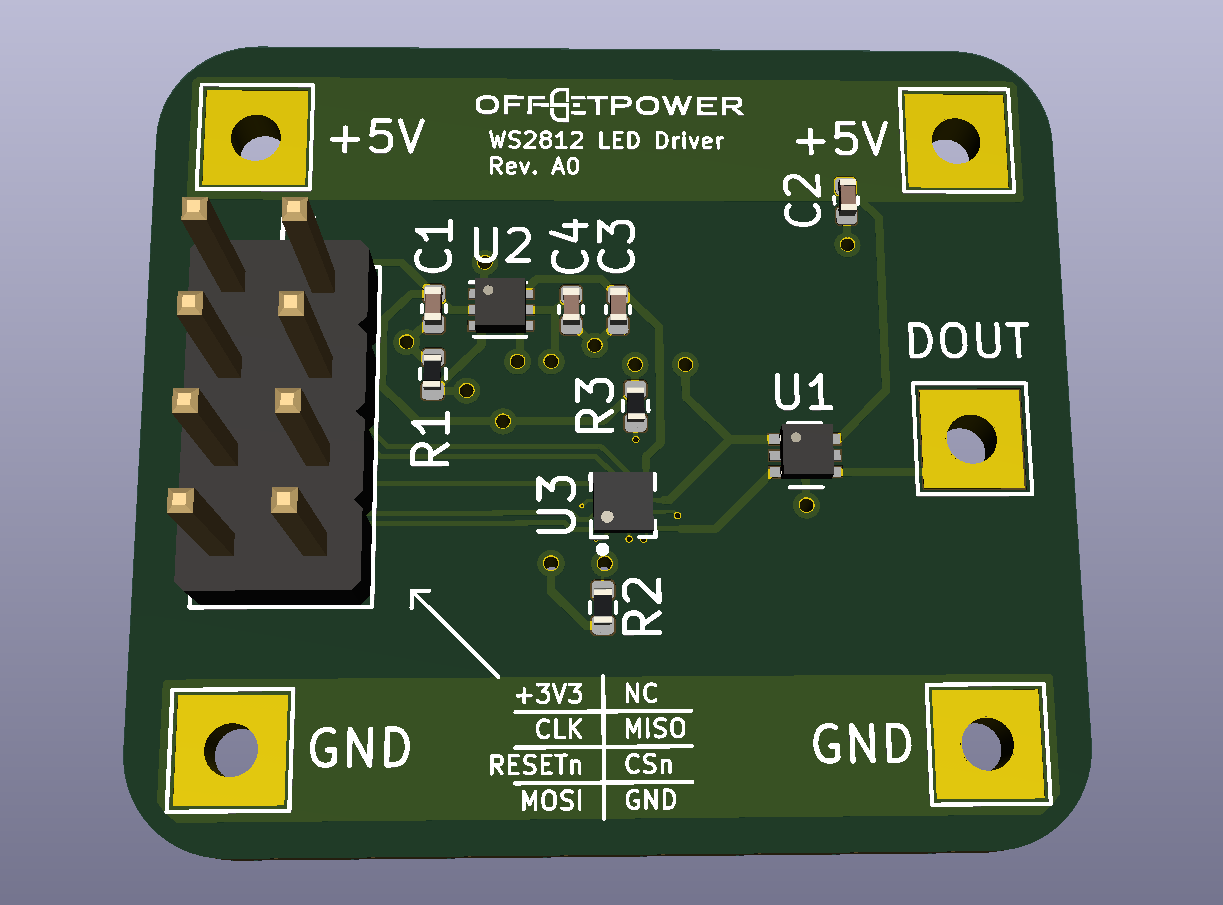 OFFSETPOWER
WS2812 LED Driver
Rev. A0
+5V
+5V
C2
C1
U2
C4
C3
DOUT
R1
R3
U1
U3
R2
+3V3 NC
CLK MISO
RESETn CSn
MOSI GND
GND
GND